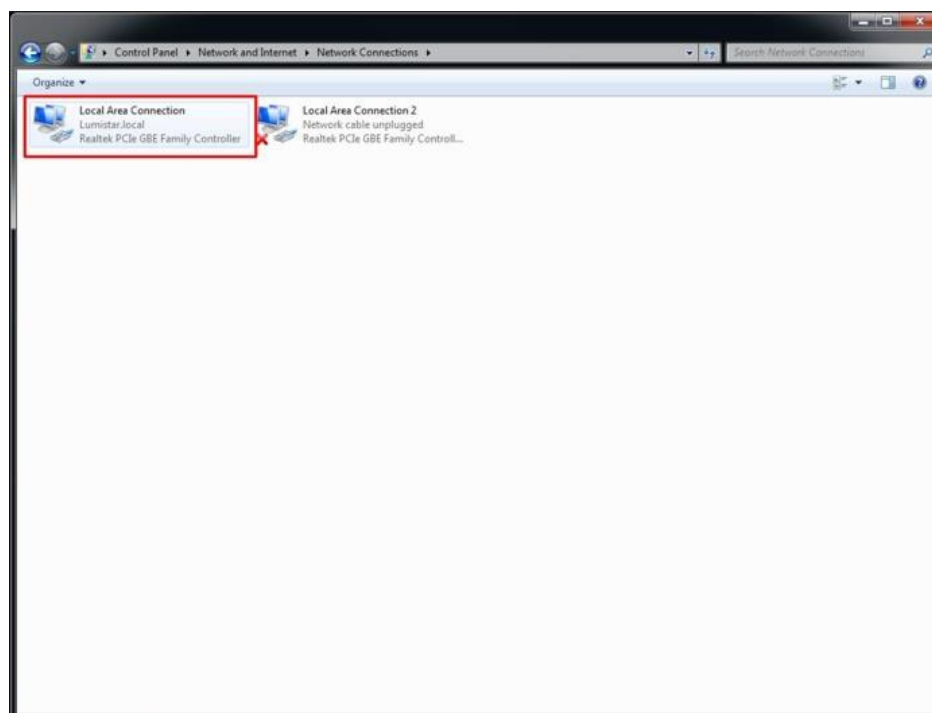 Control Panel ▸ Network and Internet ▸ Network Connections ▸
Search Network Connections
Organize
Local Area Connection
Lumistar.local
Realtek PCIe GBE Family Controller
Local Area Connection 2
Network cable unplugged
Realtek PCIe GBE Family Controll...